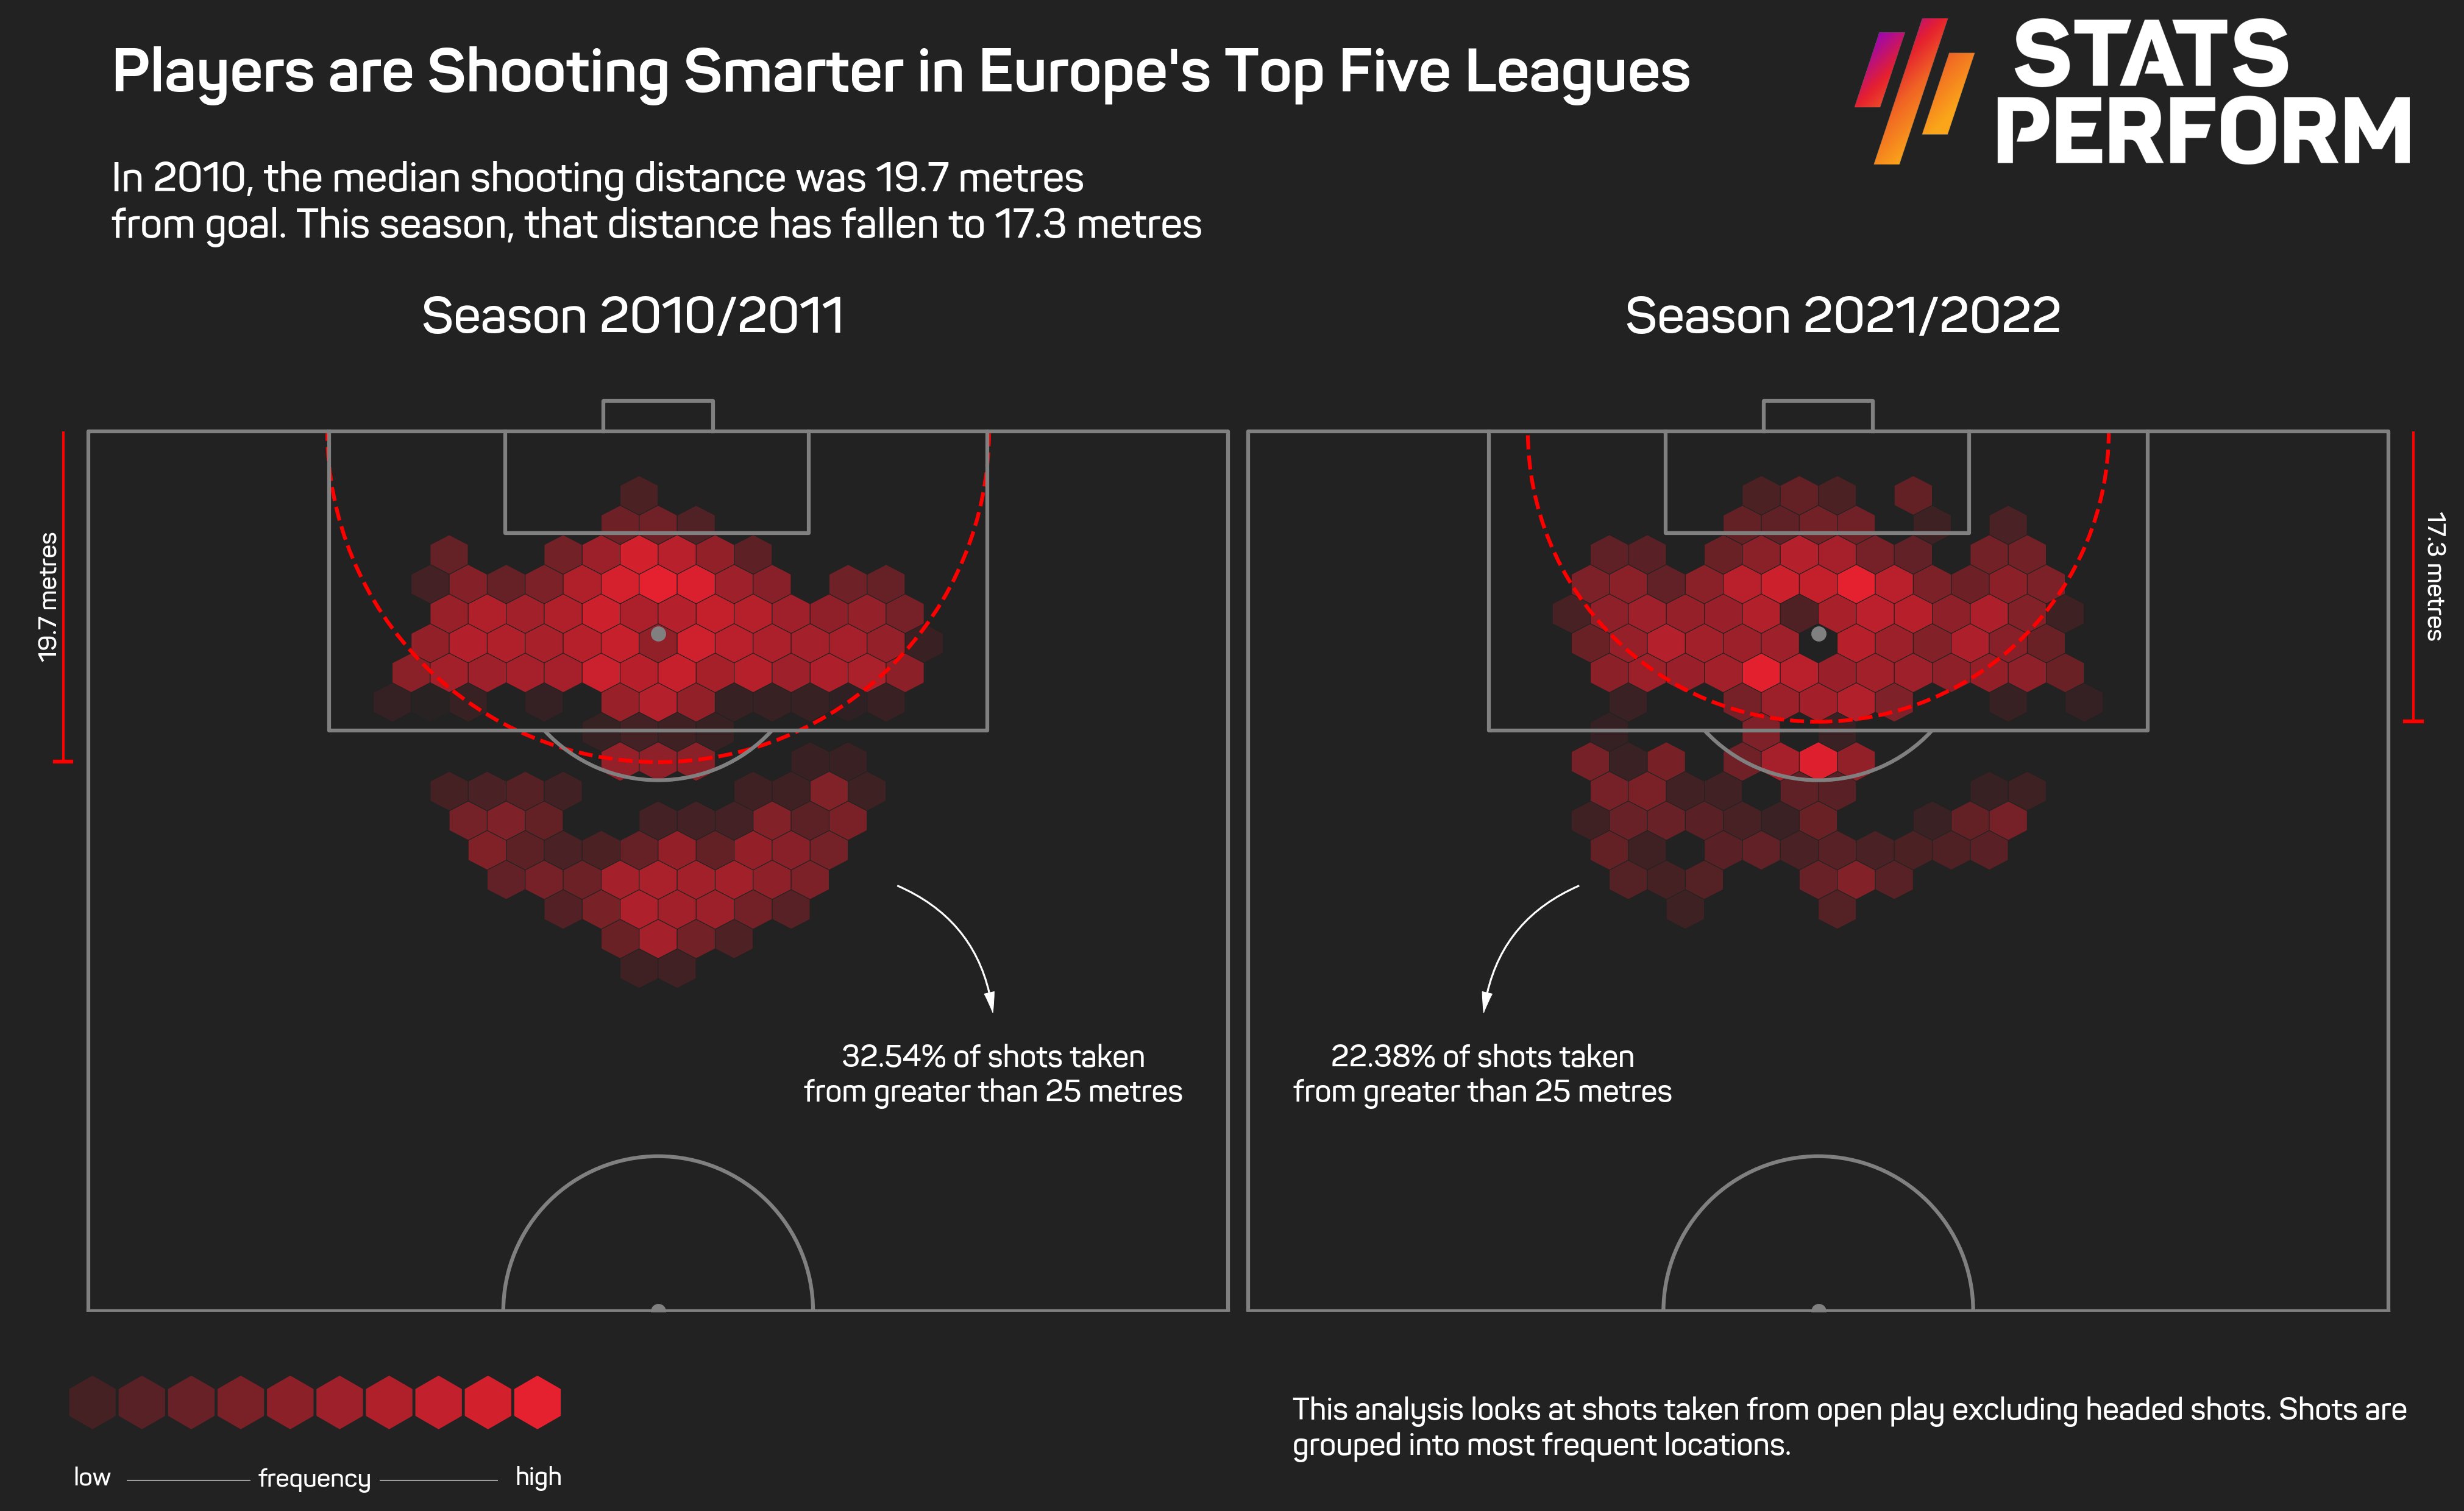 Players are Shooting Smarter in Europe's Top Five Leagues
STATS
PERFORM
In 2010, the median shooting distance was 19.7 metres
from goal. This season, that distance has fallen to 17.3 metres
Season 2010/2011
Season 2021/2022
19.7 metres
17.3 metres
32.54% of shots taken
from greater than 25 metres
22.38% of shots taken
from greater than 25 metres
low
frequency
high
This analysis looks at shots taken from open play excluding headed shots. Shots are
grouped into most frequent locations.